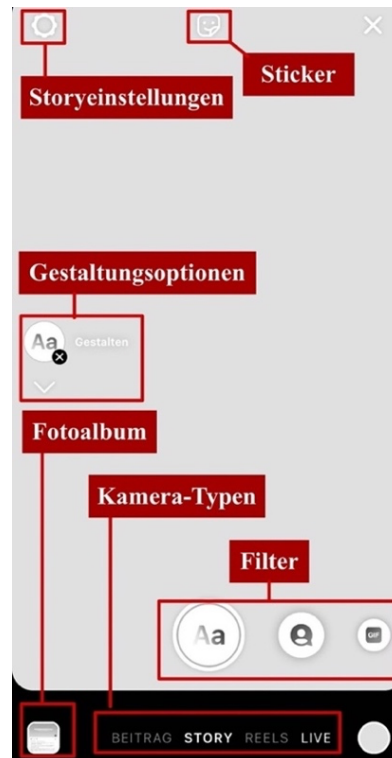 Storyeinstellungen
Sticker
Gestaltungsoptionen
Aa Gestalten
Fotoalbum
Kamera-Typen
Filter
Aa GIF
BEITRAG STORY REELS LIVE